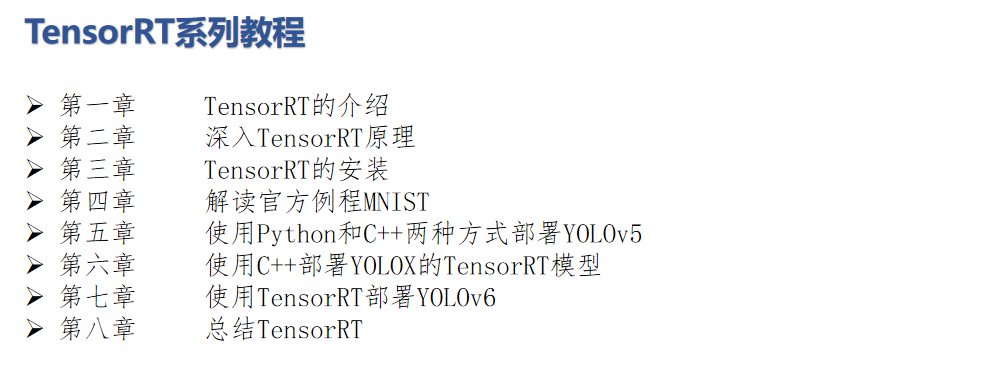 TensorRT系列教程
➢ 第一章 TensorRT的介绍
➢ 第二章 深入TensorRT原理
➢ 第三章 TensorRT的安装
➢ 第四章 解读官方例程MNIST
➢ 第五章 使用Python和C++两种方式部署YOLOv5
➢ 第六章 使用C++部署YOLOX的TensorRT模型
➢ 第七章 使用TensorRT部署YOLOv6
➢ 第八章 总结TensorRT